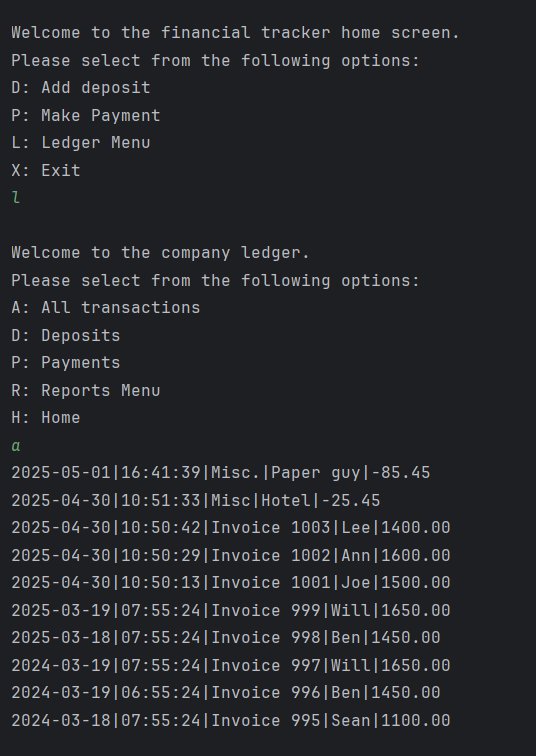 Welcome to the financial tracker home screen.
Please select from the following options:
D: Add deposit
P: Make Payment
L: Ledger Menu
X: Exit
l
Welcome to the company ledger.
Please select from the following options:
A: All transactions
D: Deposits
P: Payments
R: Reports Menu
H: Home
a
2025-05-01|16:41:39|Misc.|Paper guy|-85.45
2025-04-30|10:51:33|Misc|Hotel|-25.45
2025-04-30|10:50:42|Invoice 1003|Lee|1400.00
2025-04-30|10:50:29|Invoice 1002|Ann|1600.00
2025-04-30|10:50:13|Invoice 1001|Joe|1500.00
2025-03-19|07:55:24|Invoice 999|Will|1650.00
2025-03-18|07:55:24|Invoice 998|Ben|1450.00
2024-03-19|07:55:24|Invoice 997|Will|1650.00
2024-03-19|06:55:24|Invoice 996|Ben|1450.00
2024-03-18|07:55:24|Invoice 995|Sean|1100.00